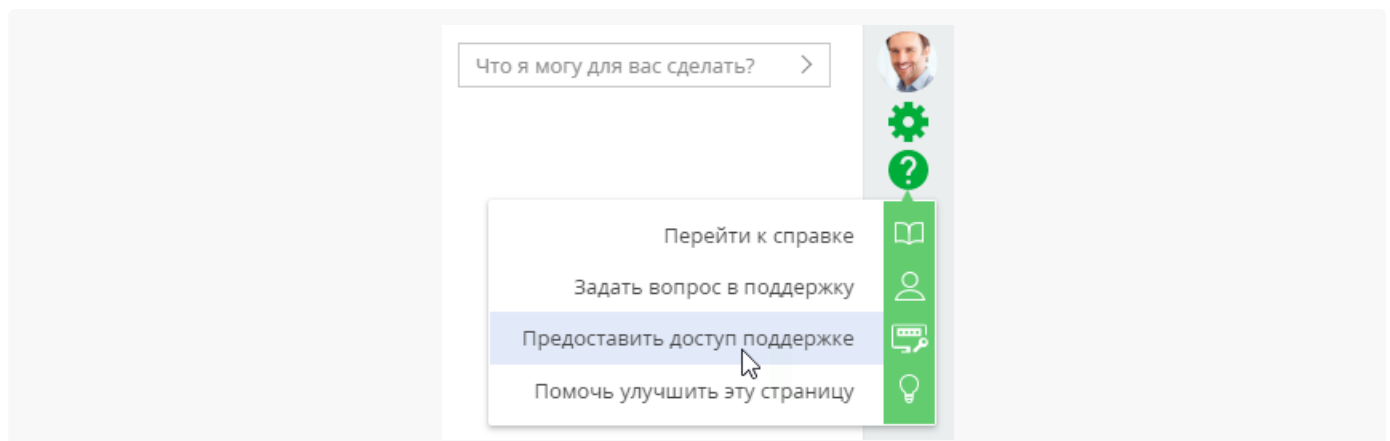 Что я могу для вас сделать?
?
Перейти к справке
Задать вопрос в поддержку
Предоставить доступ поддержке
Помочь улучшить эту страницу